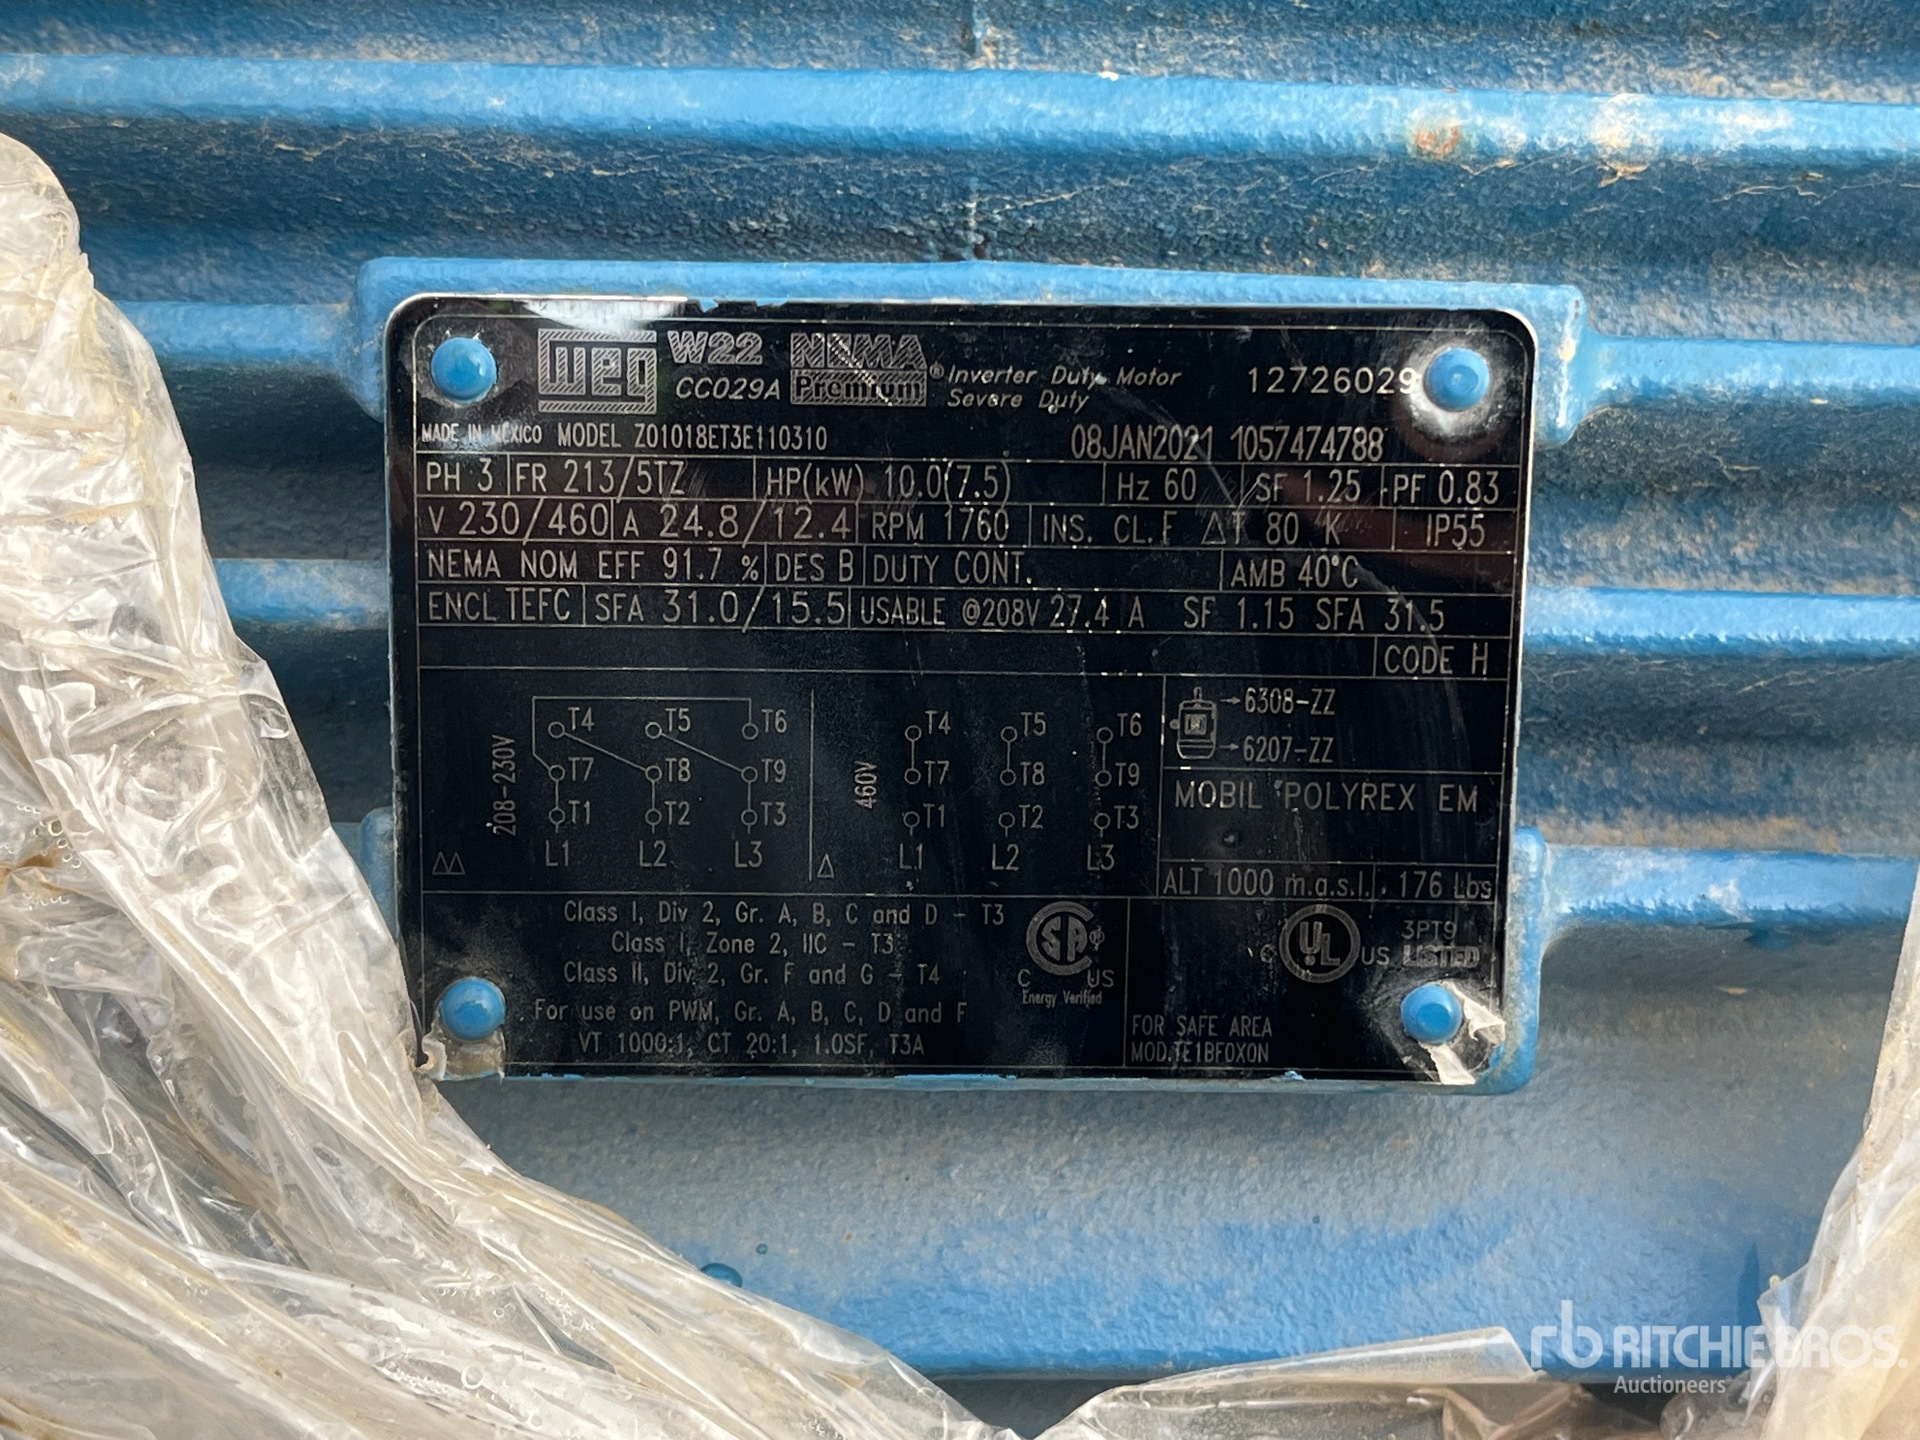 WEG W22 NEMA Premium ® Inverter Duty Motor 12726029
CC029A Severe Duty
MADE IN MEXICO MODEL Z01018ET3E110310 08JAN2021 1057474788
PH 3 FR 213/5TZ HP(kW) 10.0(7.5) Hz 60 SF 1.25 PF 0.83
V 230/460 A 24.8/12.4 RPM 1760 INS. CL. F ΔT 80 K IP55
NEMA NOM EFF 91.7 % DES B DUTY CONT. AMB 40°C
ENCL TEFC SFA 31.0/15.5 USABLE @208V 27.4 A SF 1.15 SFA 31.5
CODE H
208-230V
T4 T5 T6
T7 T8 T9
T1 T2 T3
L1 L2 L3
ΔΔ
460V
T4 T5 T6
T7 T8 T9
T1 T2 T3
L1 L2 L3
Δ
→6308-ZZ
→6207-ZZ
MOBIL POLYREX EM
ALT 1000 m.a.s.l. 176 Lbs
Class I, Div 2, Gr. A, B, C and D - T3
Class I, Zone 2, IIC - T3
Class II, Div 2, Gr. F and G - T4
For use on PWM, Gr. A, B, C, D and F
VT 1000:1, CT 20:1, 1.0SF, T3A
C SA ® US
Energy Verified
C UL US 3PT9
LISTED
FOR SAFE AREA
MOD.TE1BF0X0N
rb RITCHIE BROS.
Auctioneers